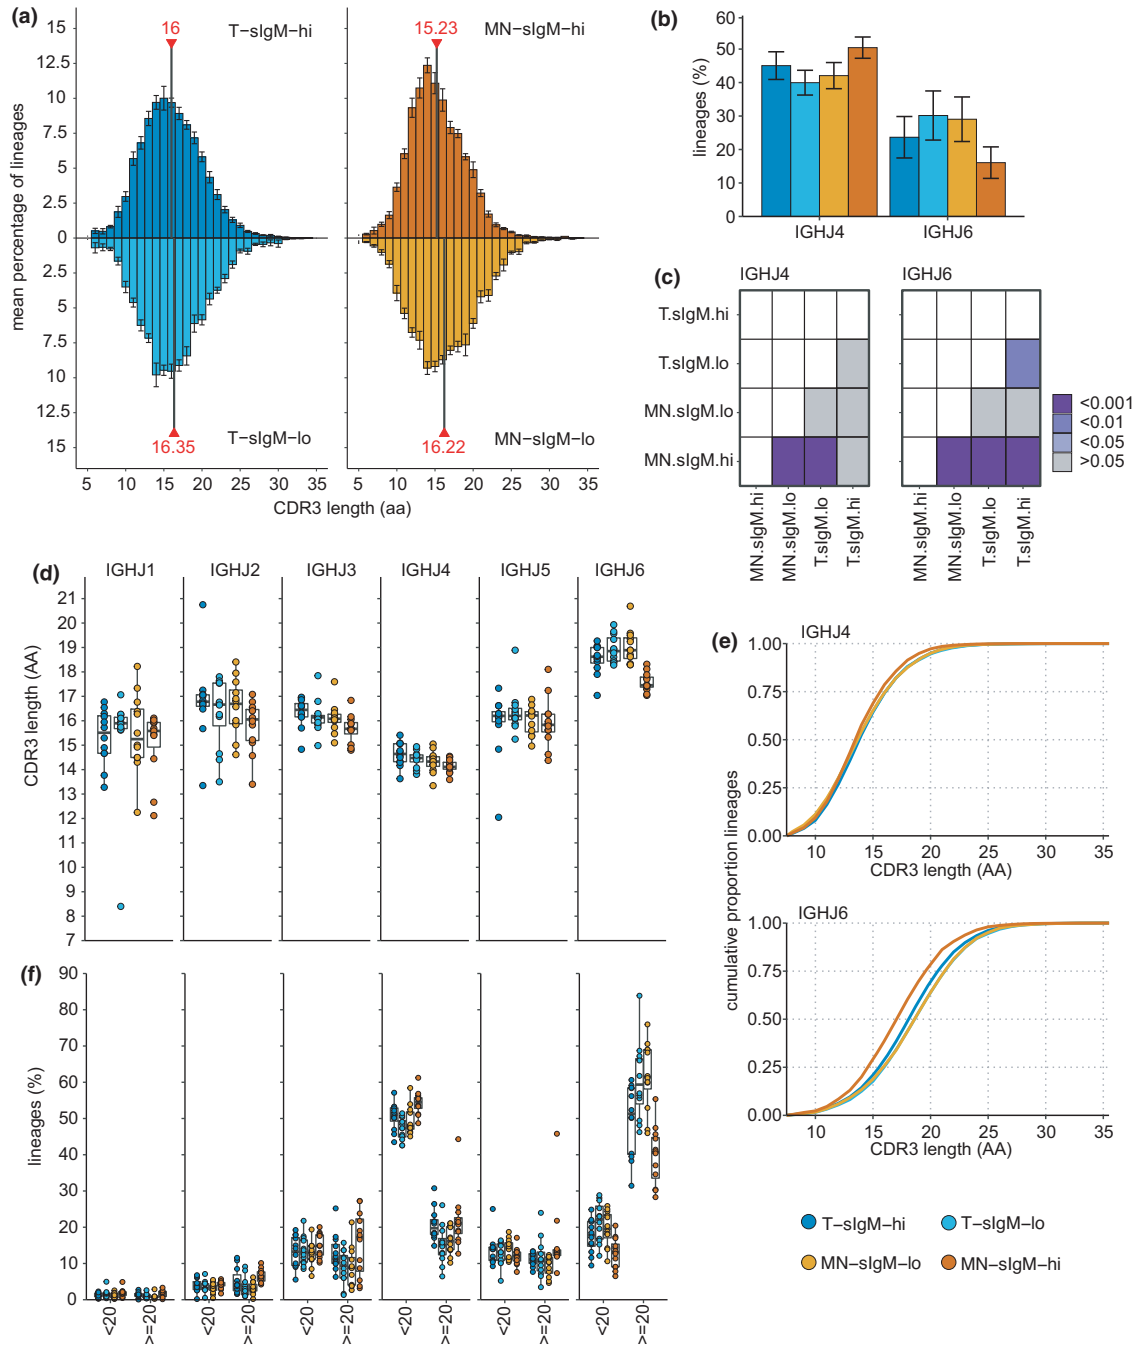 (a)
mean percentage of lineages
15
12.5
10
7.5
5
2.5
0
2.5
5
7.5
10
12.5
15
16
T-sIgM-hi
15.23
MN-sIgM-hi
16.35
T-sIgM-lo
16.22
MN-sIgM-lo
5 10 15 20 25 30 35
5 10 15 20 25 30 35
CDR3 length (aa)
(b)
lineages (%)
60
50
40
30
20
10
0
IGHJ4 IGHJ6
(c)
IGHJ4 IGHJ6
T.sIgM.hi
T.sIgM.lo
MN.sIgM.lo
MN.sIgM.hi
MN.sIgM.hi
MN.sIgM.lo
T.sIgM.lo
T.sIgM.hi
MN.sIgM.hi
MN.sIgM.lo
T.sIgM.lo
T.sIgM.hi
<0.001
<0.01
<0.05
>0.05
(d)
IGHJ1 IGHJ2 IGHJ3 IGHJ4 IGHJ5 IGHJ6
CDR3 length (AA)
21
20
19
18
17
16
15
14
13
12
11
10
9
8
7
(e)
cumulative proportion lineages
IGHJ4
1.00
0.75
0.50
0.25
0.00
10 15 20 25 30 35
CDR3 length (AA)
IGHJ6
1.00
0.75
0.50
0.25
0.00
10 15 20 25 30 35
CDR3 length (AA)
(f)
lineages (%)
90
80
70
60
50
40
30
20
10
0
<20
>=20
<20
>=20
<20
>=20
<20
>=20
<20
>=20
<20
>=20
T-sIgM-hi
T-sIgM-lo
MN-sIgM-lo
MN-sIgM-hi